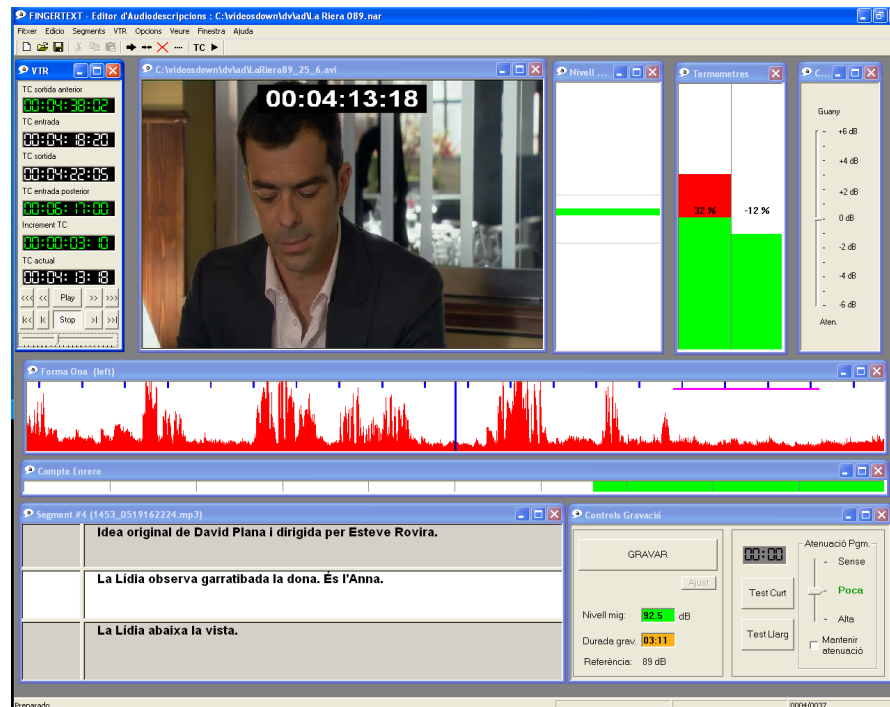 FINGERTEXT - Editor d'Audiodescripcions : C:\videosdown\dv\ad\La Riera 089.nar
Fitxer Edicio Segments VTR Opcions Veure Finestra Ajuda
TC
VTR
TC sortida anterior
00:04:38:02
TC entrada
00:04:18:20
TC sortida
00:04:22:05
TC entrada posterior
00:06:17:00
Increment TC
00:00:03:10
TC actual
00:04:13:18
<<< << Play >> >>>
|<< |< Stop >| >>|
C:\videosdown\dv\ad\LaRiera89_25_6.avi
00:04:13:18
Nivell ...
Termometres
32 %
-12 %
C...
Guany
+6 dB
+4 dB
+2 dB
0 dB
-2 dB
-4 dB
-6 dB
Aten.
Forma Ona (left)
Compte Enrere
Segment #4 (1453_0519162224.mp3)
Idea original de David Plana i dirigida per Esteve Rovira.
La Lídia observa garratibada la dona. És l'Anna.
La Lídia abaixa la vista.
Controls Gravació
GRAVAR
Ajust
Nivell mig: 92.5 dB
Durada grav. 03:11
Referència: 89 dB
00:00
Test Curt
Test Llarg
Atenuació Pgm.
Sense
Poca
Alta
Mantenir
atenuació
Preparado
0004/0037